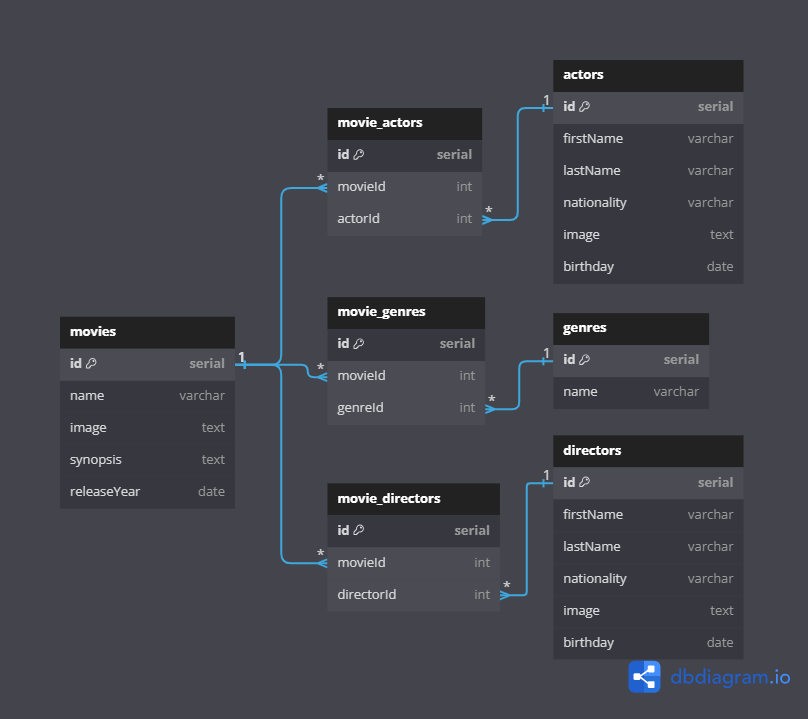 movies
id serial
name varchar
image text
synopsis text
releaseYear date
1
*
movie_actors
id serial
movieId int
actorId int
*
1
actors
id serial
firstName varchar
lastName varchar
nationality varchar
image text
birthday date
*
movie_genres
id serial
movieId int
genreId int
*
1
genres
id serial
name varchar
*
movie_directors
id serial
movieId int
directorId int
*
1
directors
id serial
firstName varchar
lastName varchar
nationality varchar
image text
birthday date
dbdiagram.io